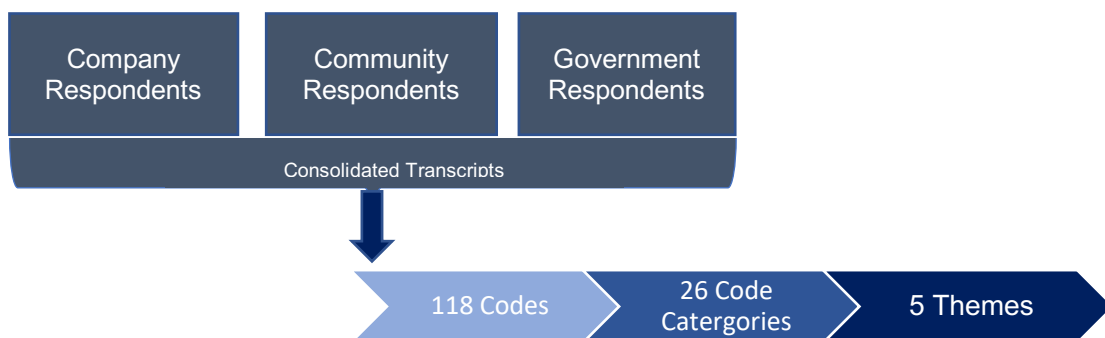 Company
Respondents
Community
Respondents
Government
Respondents
Consolidated Transcripts
118 Codes
26 Code
Catergories
5 Themes